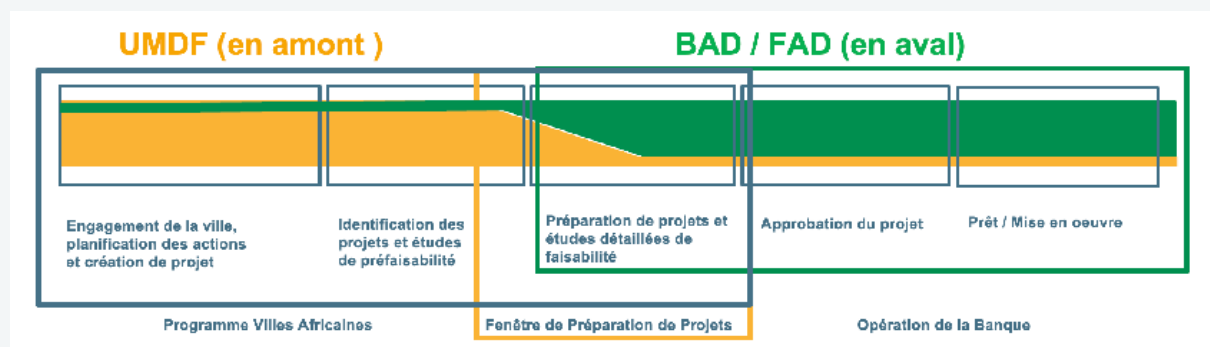 UMDF (en amont )
BAD / FAD (en aval)
Engagement de la ville,
planification des actions
et création de projet
Identification des
projets et études
de préfaisabilité
Préparation de projets et
études détaillées de
faisabilité
Approbation du projet
Prêt / Mise en oeuvre
Programme Villes Africaines
Fenêtre de Préparation de Projets
Opération de la Banque